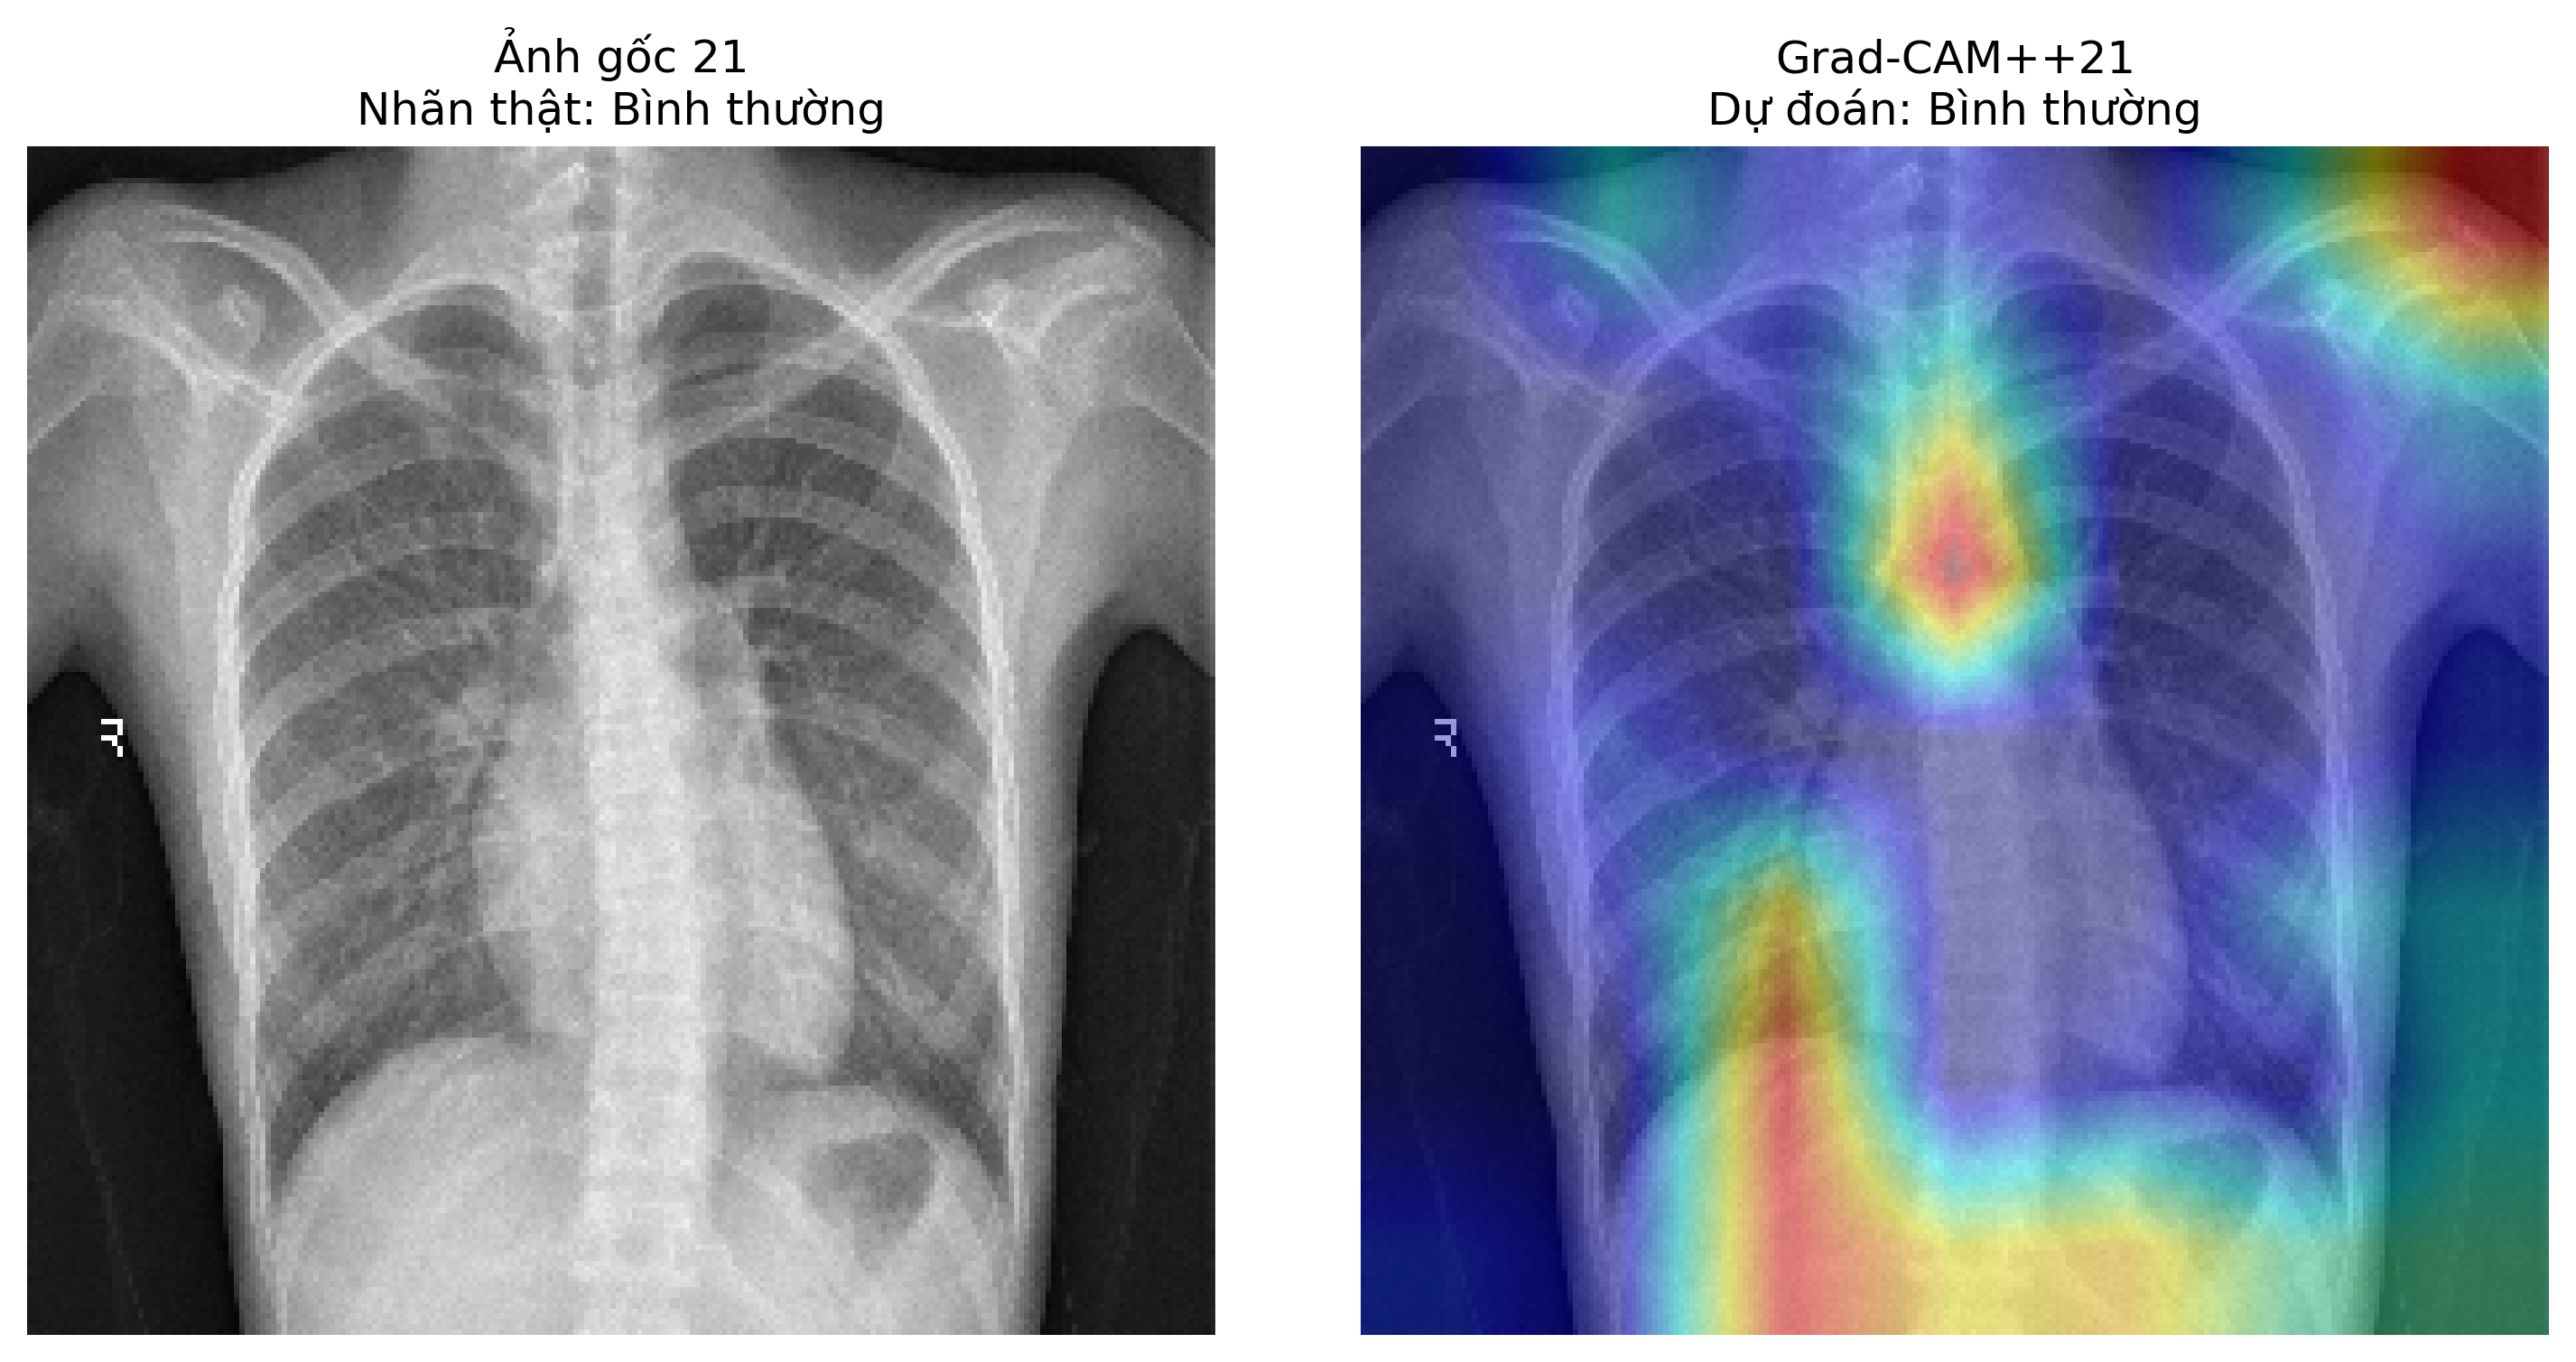 Ảnh gốc 21
Nhãn thật: Bình thường
Grad-CAM++21
Dự đoán: Bình thường
R
R